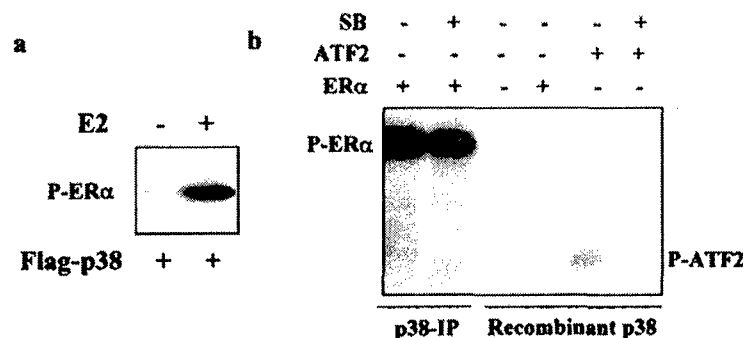 a
E2 - +
P-ERα
Flag-p38 + +
b
SB - + - - - +
ATF2 - - - - + +
ERα + + - + - -
P-ERα
P-ATF2
p38-IP Recombinant p38